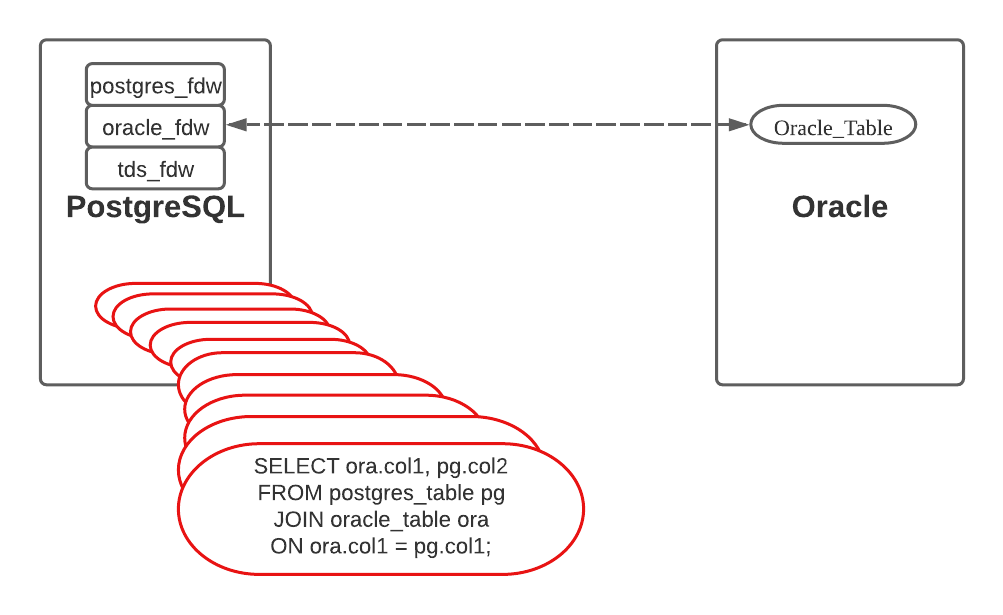 postgres_fdw
oracle_fdw
tds_fdw
PostgreSQL
Oracle_Table
Oracle
SELECT ora.col1, pg.col2
FROM postgres_table pg
JOIN oracle_table ora
ON ora.col1 = pg.col1;